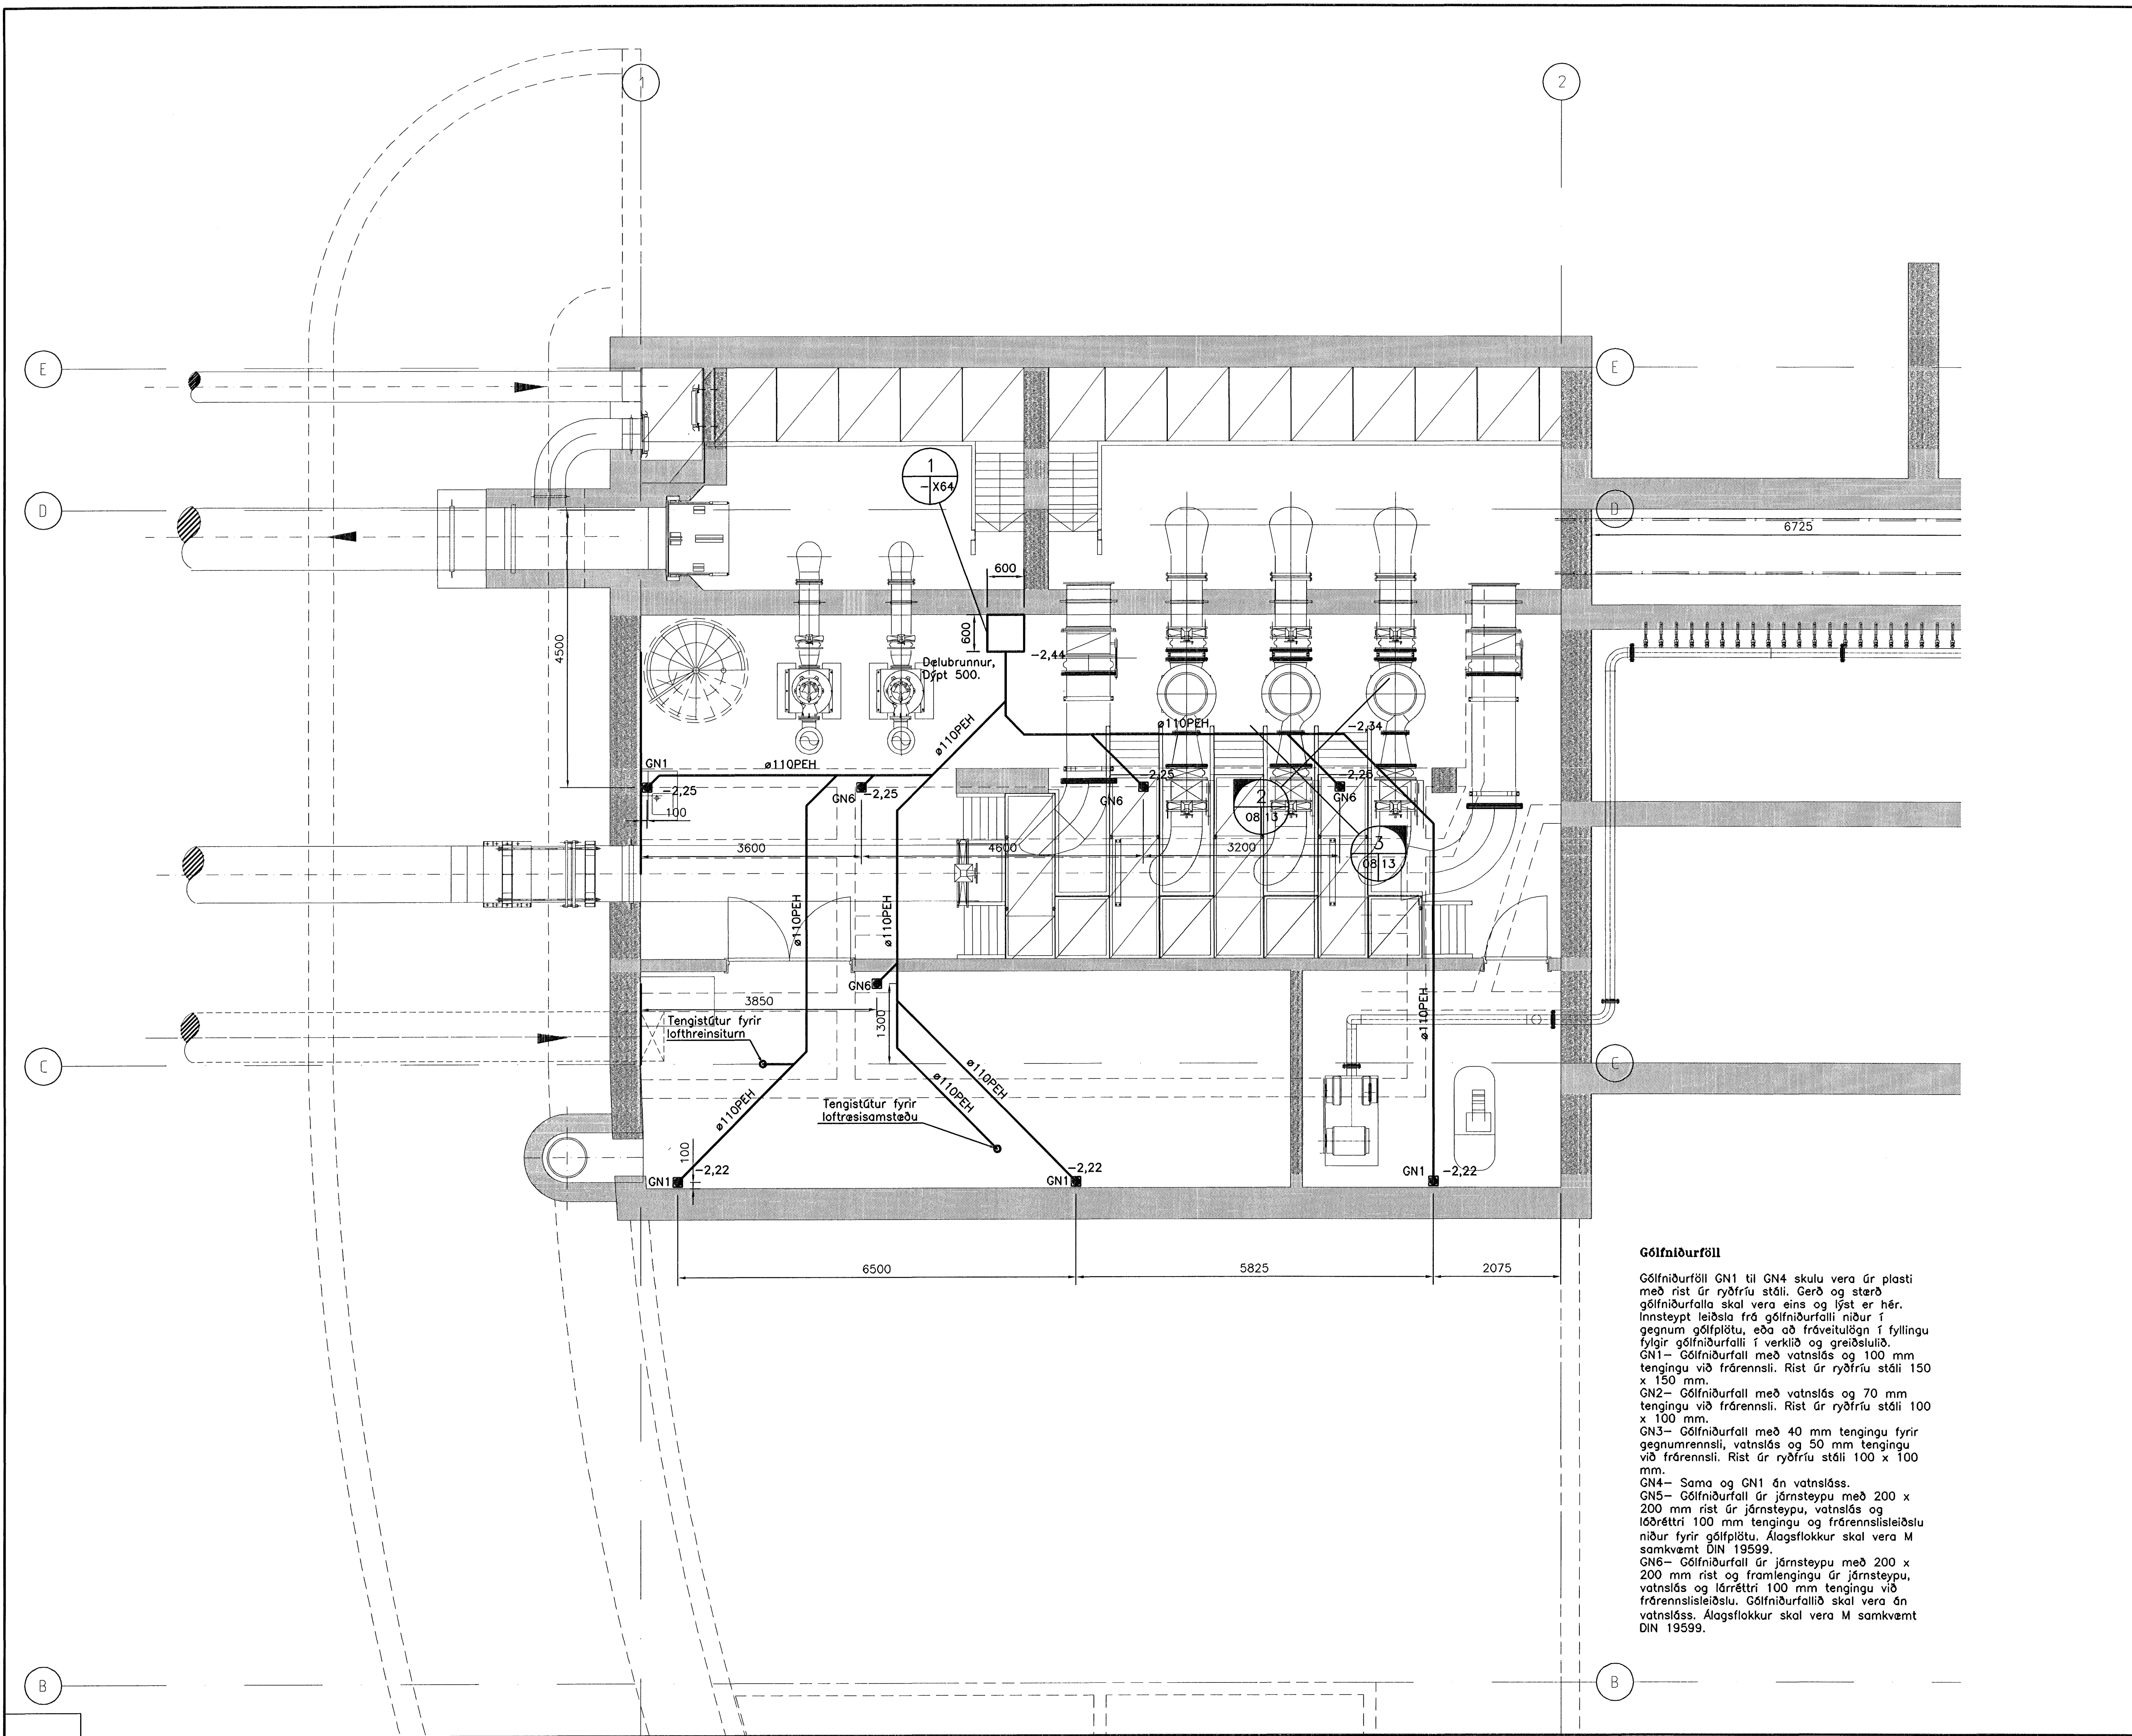 1
2
E
E
1
- X64
D
D
6725
600
4500
600
-2,44
Dælubrunnur,
Dýpt 500.
ø110PEH
ø110PEH
-2,34
GN1
ø110PEH
-2,25
GN6
-2,25
-2,25
GN6
-2,25
GN6
2
08 13
100
3
08 13
3600
4600
3200
ø110PEH
ø110PEH
GN6
ø110PEH
3850
1300
Tengistútur fyrir
lofthreinsiturn
C
C
ø110PEH
ø110PEH
ø110PEH
Tengistútur fyrir
loftræsisamstæðu
100
-2,22
GN1
-2,22
GN1
GN1
-2,22
6500
5825
2075
Gólfniðurföll
Gólfniðurföll GN1 til GN4 skulu vera úr plasti
með rist úr ryðfríu stáli. Gerð og stærð
gólfniðurfalla skal vera eins og lýst er hér.
Innsteypt leiðsla frá gólfniðurfalli niður í
gegnum gólfplötu, eða að fráveitulögn í fyllingu
fylgir gólfniðurfalli í verklið og greiðslulið.
GN1- Gólfniðurfall með vatnslás og 100 mm
tengingu við frárennsli. Rist úr ryðfríu stáli 150
x 150 mm.
GN2- Gólfniðurfall með vatnslás og 70 mm
tengingu við frárennsli. Rist úr ryðfríu stáli 100
x 100 mm.
GN3- Gólfniðurfall með 40 mm tengingu fyrir
gegnumrennsli, vatnslás og 50 mm tengingu
við frárennsli. Rist úr ryðfríu stáli 100 x 100
mm.
GN4- Sama og GN1 án vatnsláss.
GN5- Gólfniðurfall úr járnsteypu með 200 x
200 mm rist úr járnsteypu, vatnslás og
lóðréttri 100 mm tengingu og frárennslisleiðslu
niður fyrir gólfplötu. Álagsflokkur skal vera M
samkvæmt DIN 19599.
GN6- Gólfniðurfall úr járnsteypu með 200 x
200 mm rist og framlengingu úr járnsteypu,
vatnslás og lárréttri 100 mm tengingu við
frárennslisleiðslu. Gólfniðurfallið skal vera án
vatnsláss. Álagsflokkur skal vera M samkvæmt
DIN 19599.
B
B